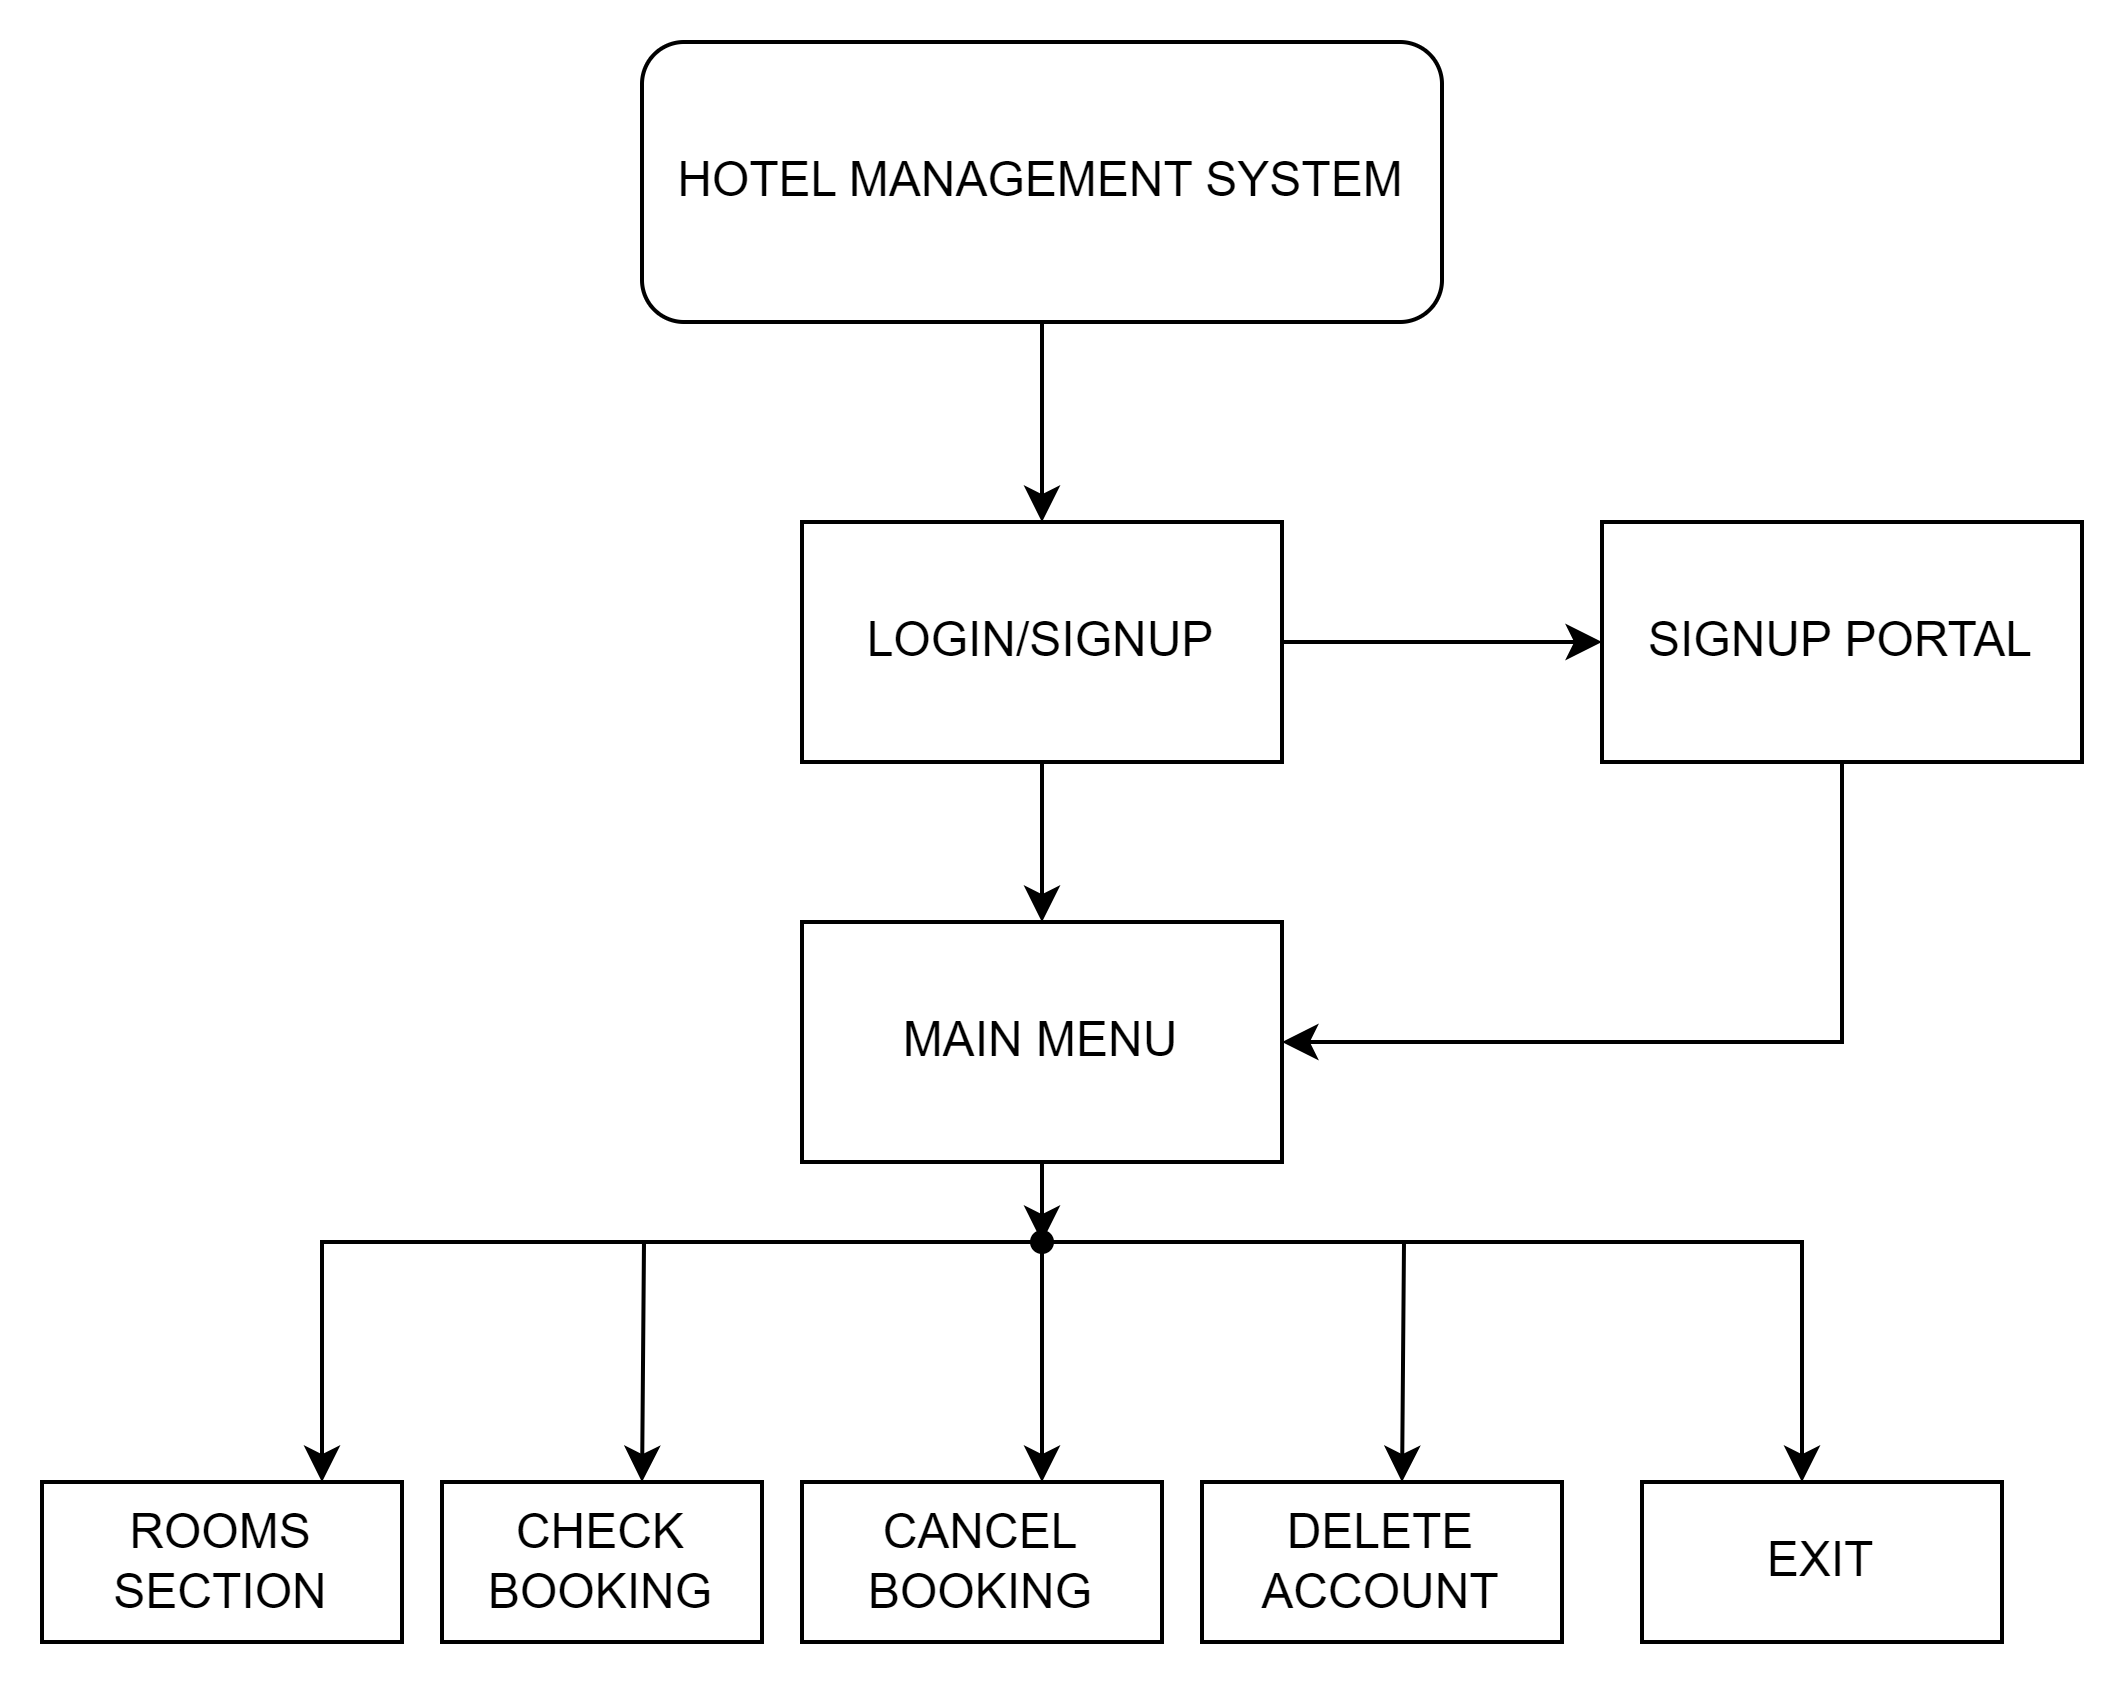 HOTEL MANAGEMENT SYSTEM
LOGIN/SIGNUP
SIGNUP PORTAL
MAIN MENU
ROOMS
SECTION
CHECK
BOOKING
CANCEL
BOOKING
DELETE
ACCOUNT
EXIT